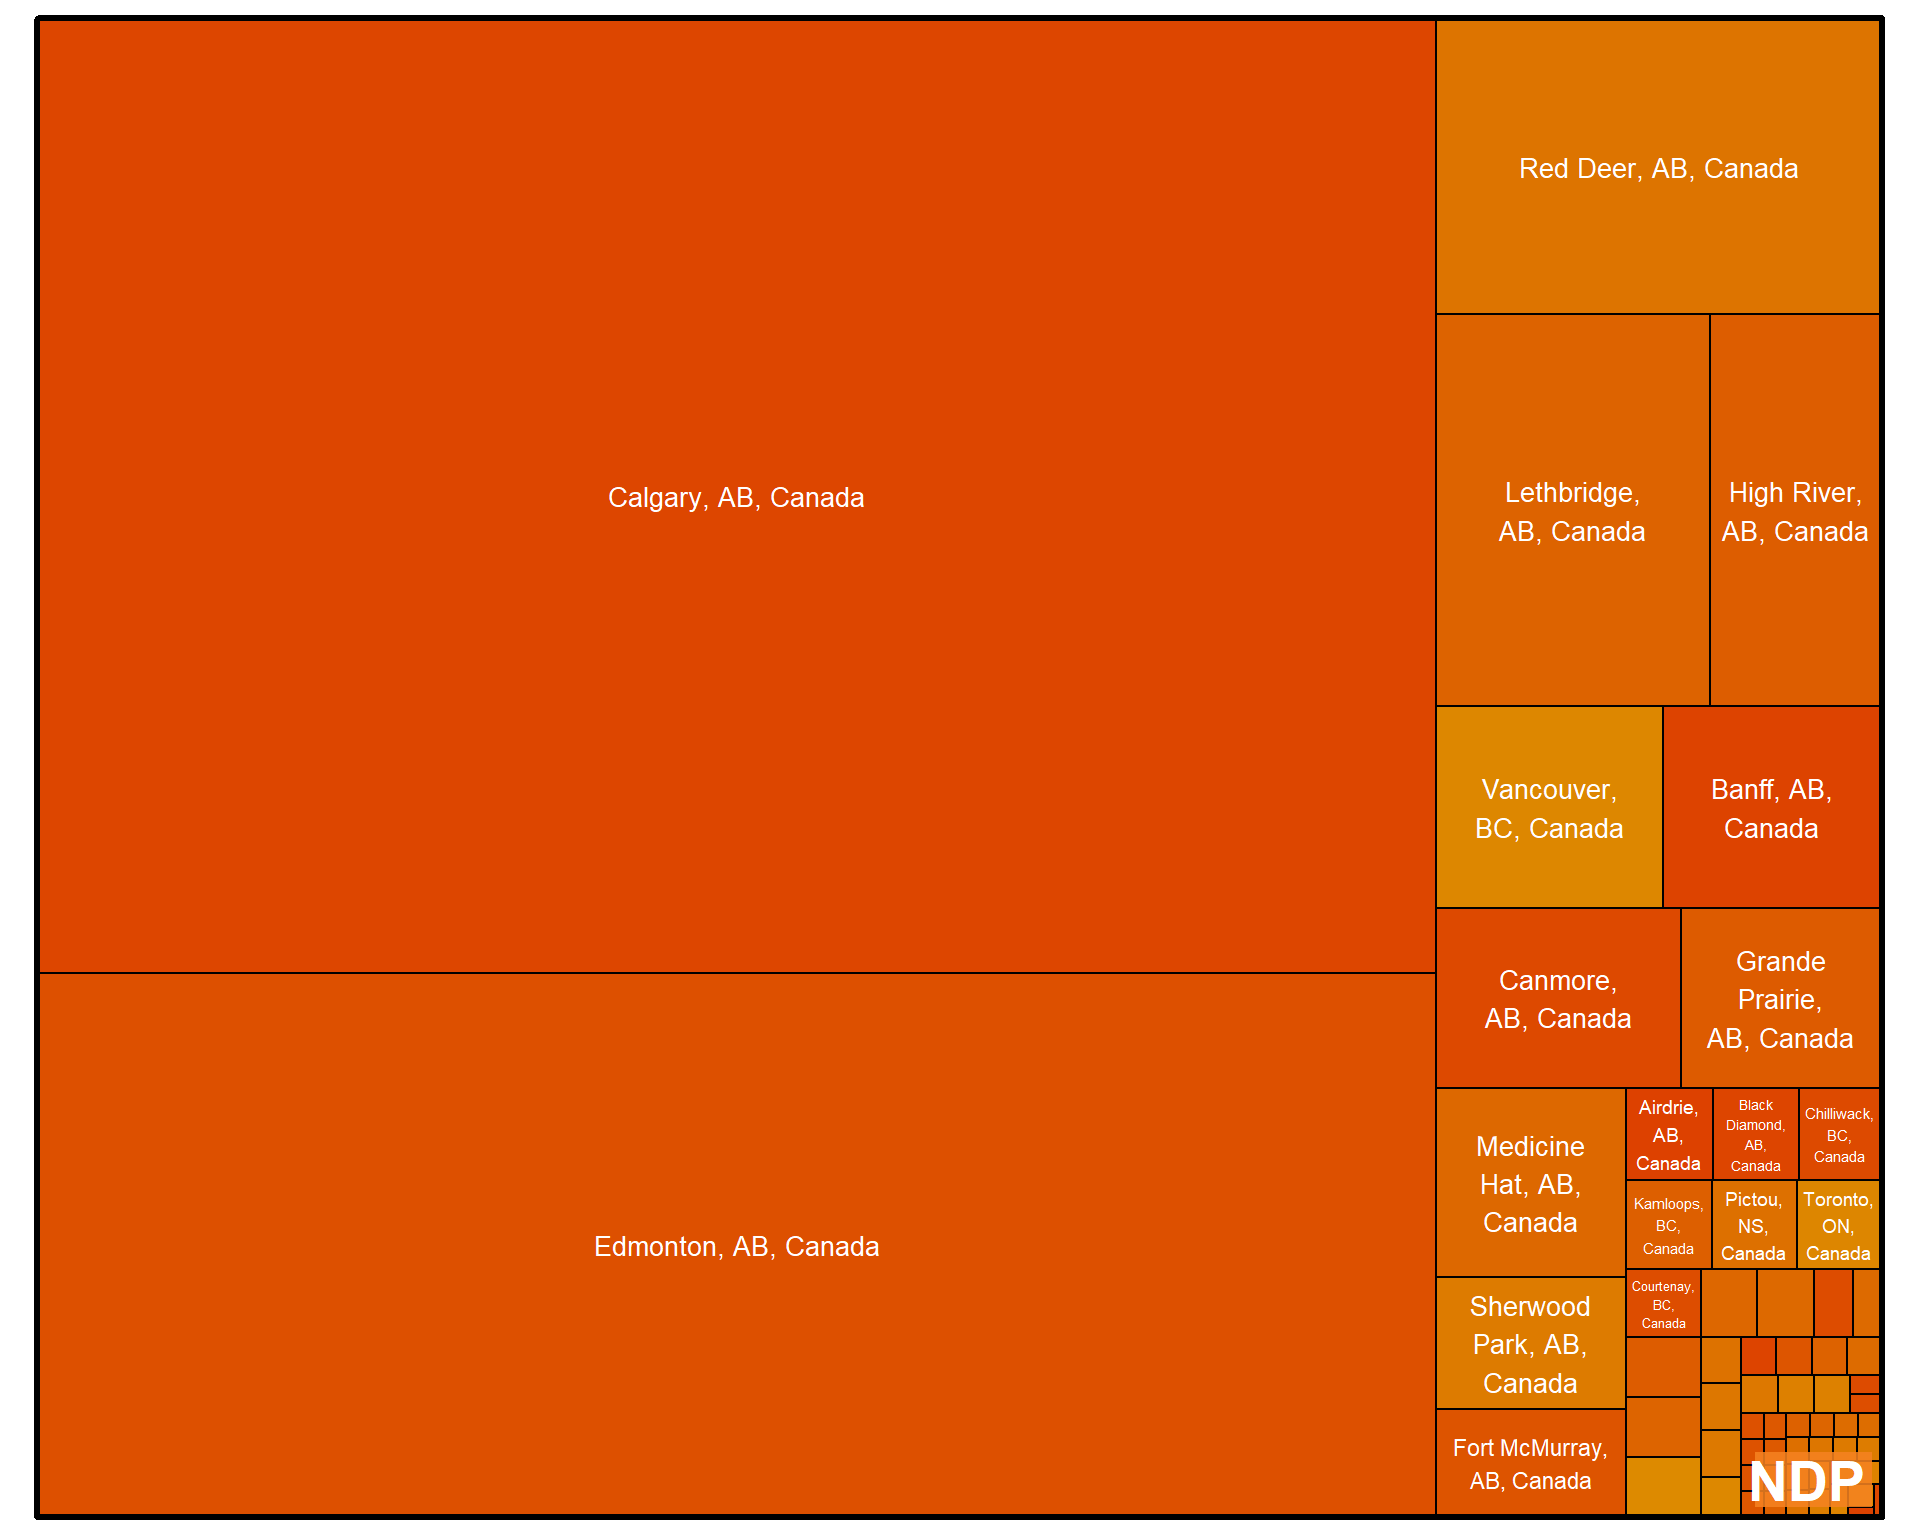 Calgary, AB, Canada
Edmonton, AB, Canada
Red Deer, AB, Canada
Lethbridge,
AB, Canada
High River,
AB, Canada
Vancouver,
BC, Canada
Banff, AB,
Canada
Canmore,
AB, Canada
Grande
Prairie,
AB, Canada
Medicine
Hat, AB,
Canada
Airdrie,
AB,
Canada
Black
Diamond,
AB,
Canada
Chilliwack,
BC,
Canada
Kamloops,
BC,
Canada
Pictou,
NS,
Canada
Toronto,
ON,
Canada
Courtenay,
BC,
Canada
Sherwood
Park, AB,
Canada
Fort McMurray,
AB, Canada
NDP